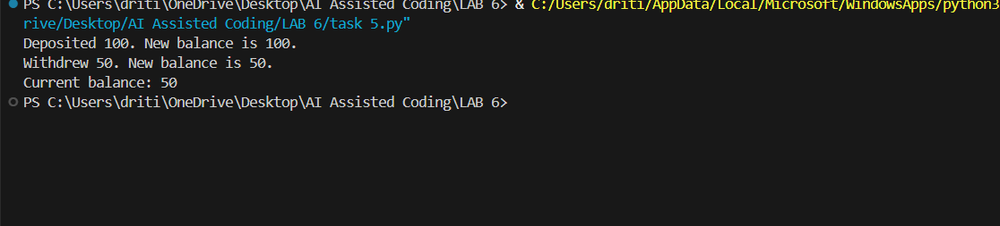 PS C:\Users\driti\OneDrive\Desktop\AI Assisted Coding\LAB 6> & C:/Users/driti/AppData/Local/Microsoft/WindowsApps/python3
rive/Desktop/AI Assisted Coding/LAB 6/task 5.py"
Deposited 100. New balance is 100.
Withdrew 50. New balance is 50.
Current balance: 50
PS C:\Users\driti\OneDrive\Desktop\AI Assisted Coding\LAB 6>